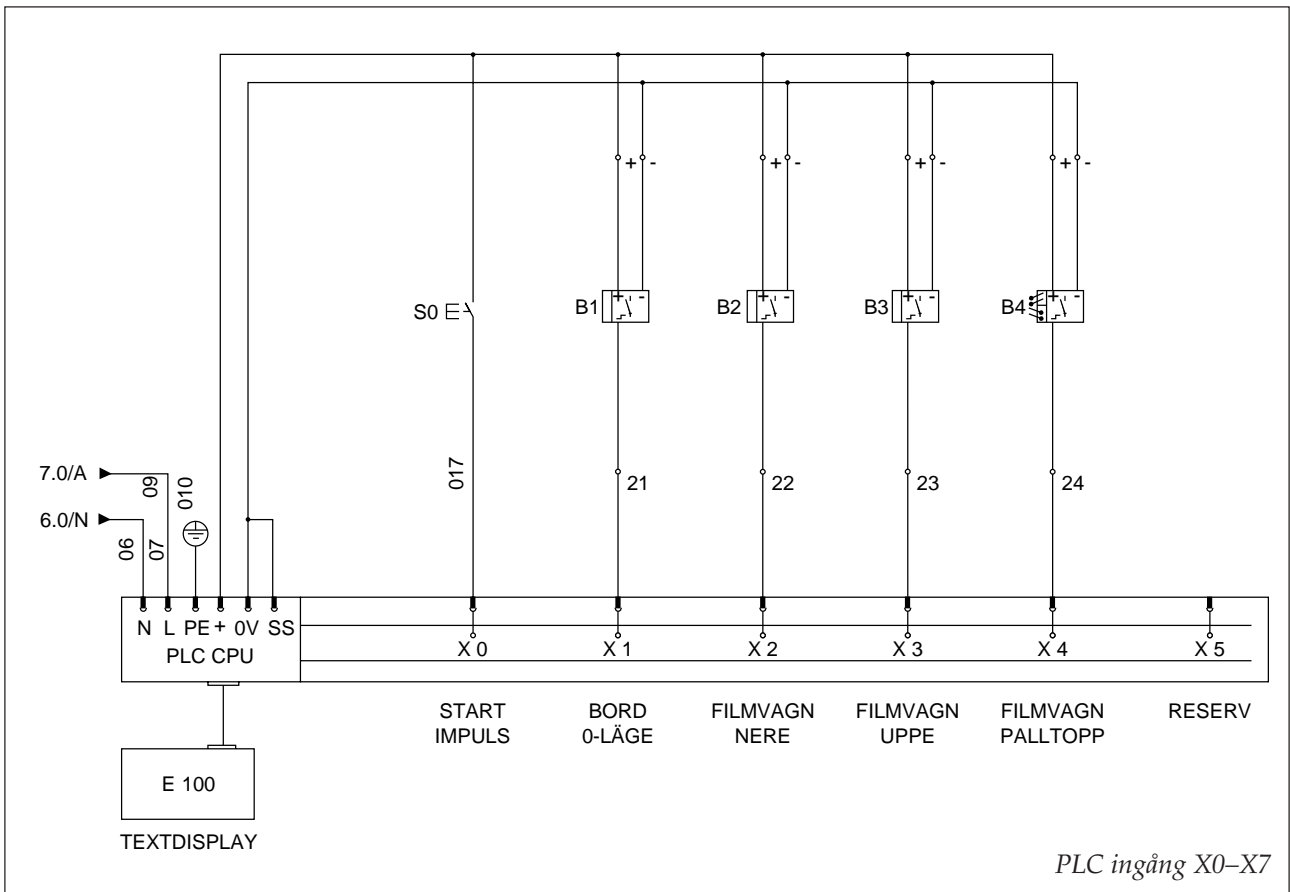 + - + - + - + -
S0 B1 + - B2 + - B3 + - B4 + -
7.0/A 09 010 017 21 22 23 24
6.0/N 06 07
N L PE + 0V SS
PLC CPU X 0 X 1 X 2 X 3 X 4 X 5
START BORD FILMVAGN FILMVAGN FILMVAGN RESERV
IMPULS 0-LÄGE NERE UPPE PALLTOPP
E 100
TEXTDISPLAY
PLC ingång X0–X7